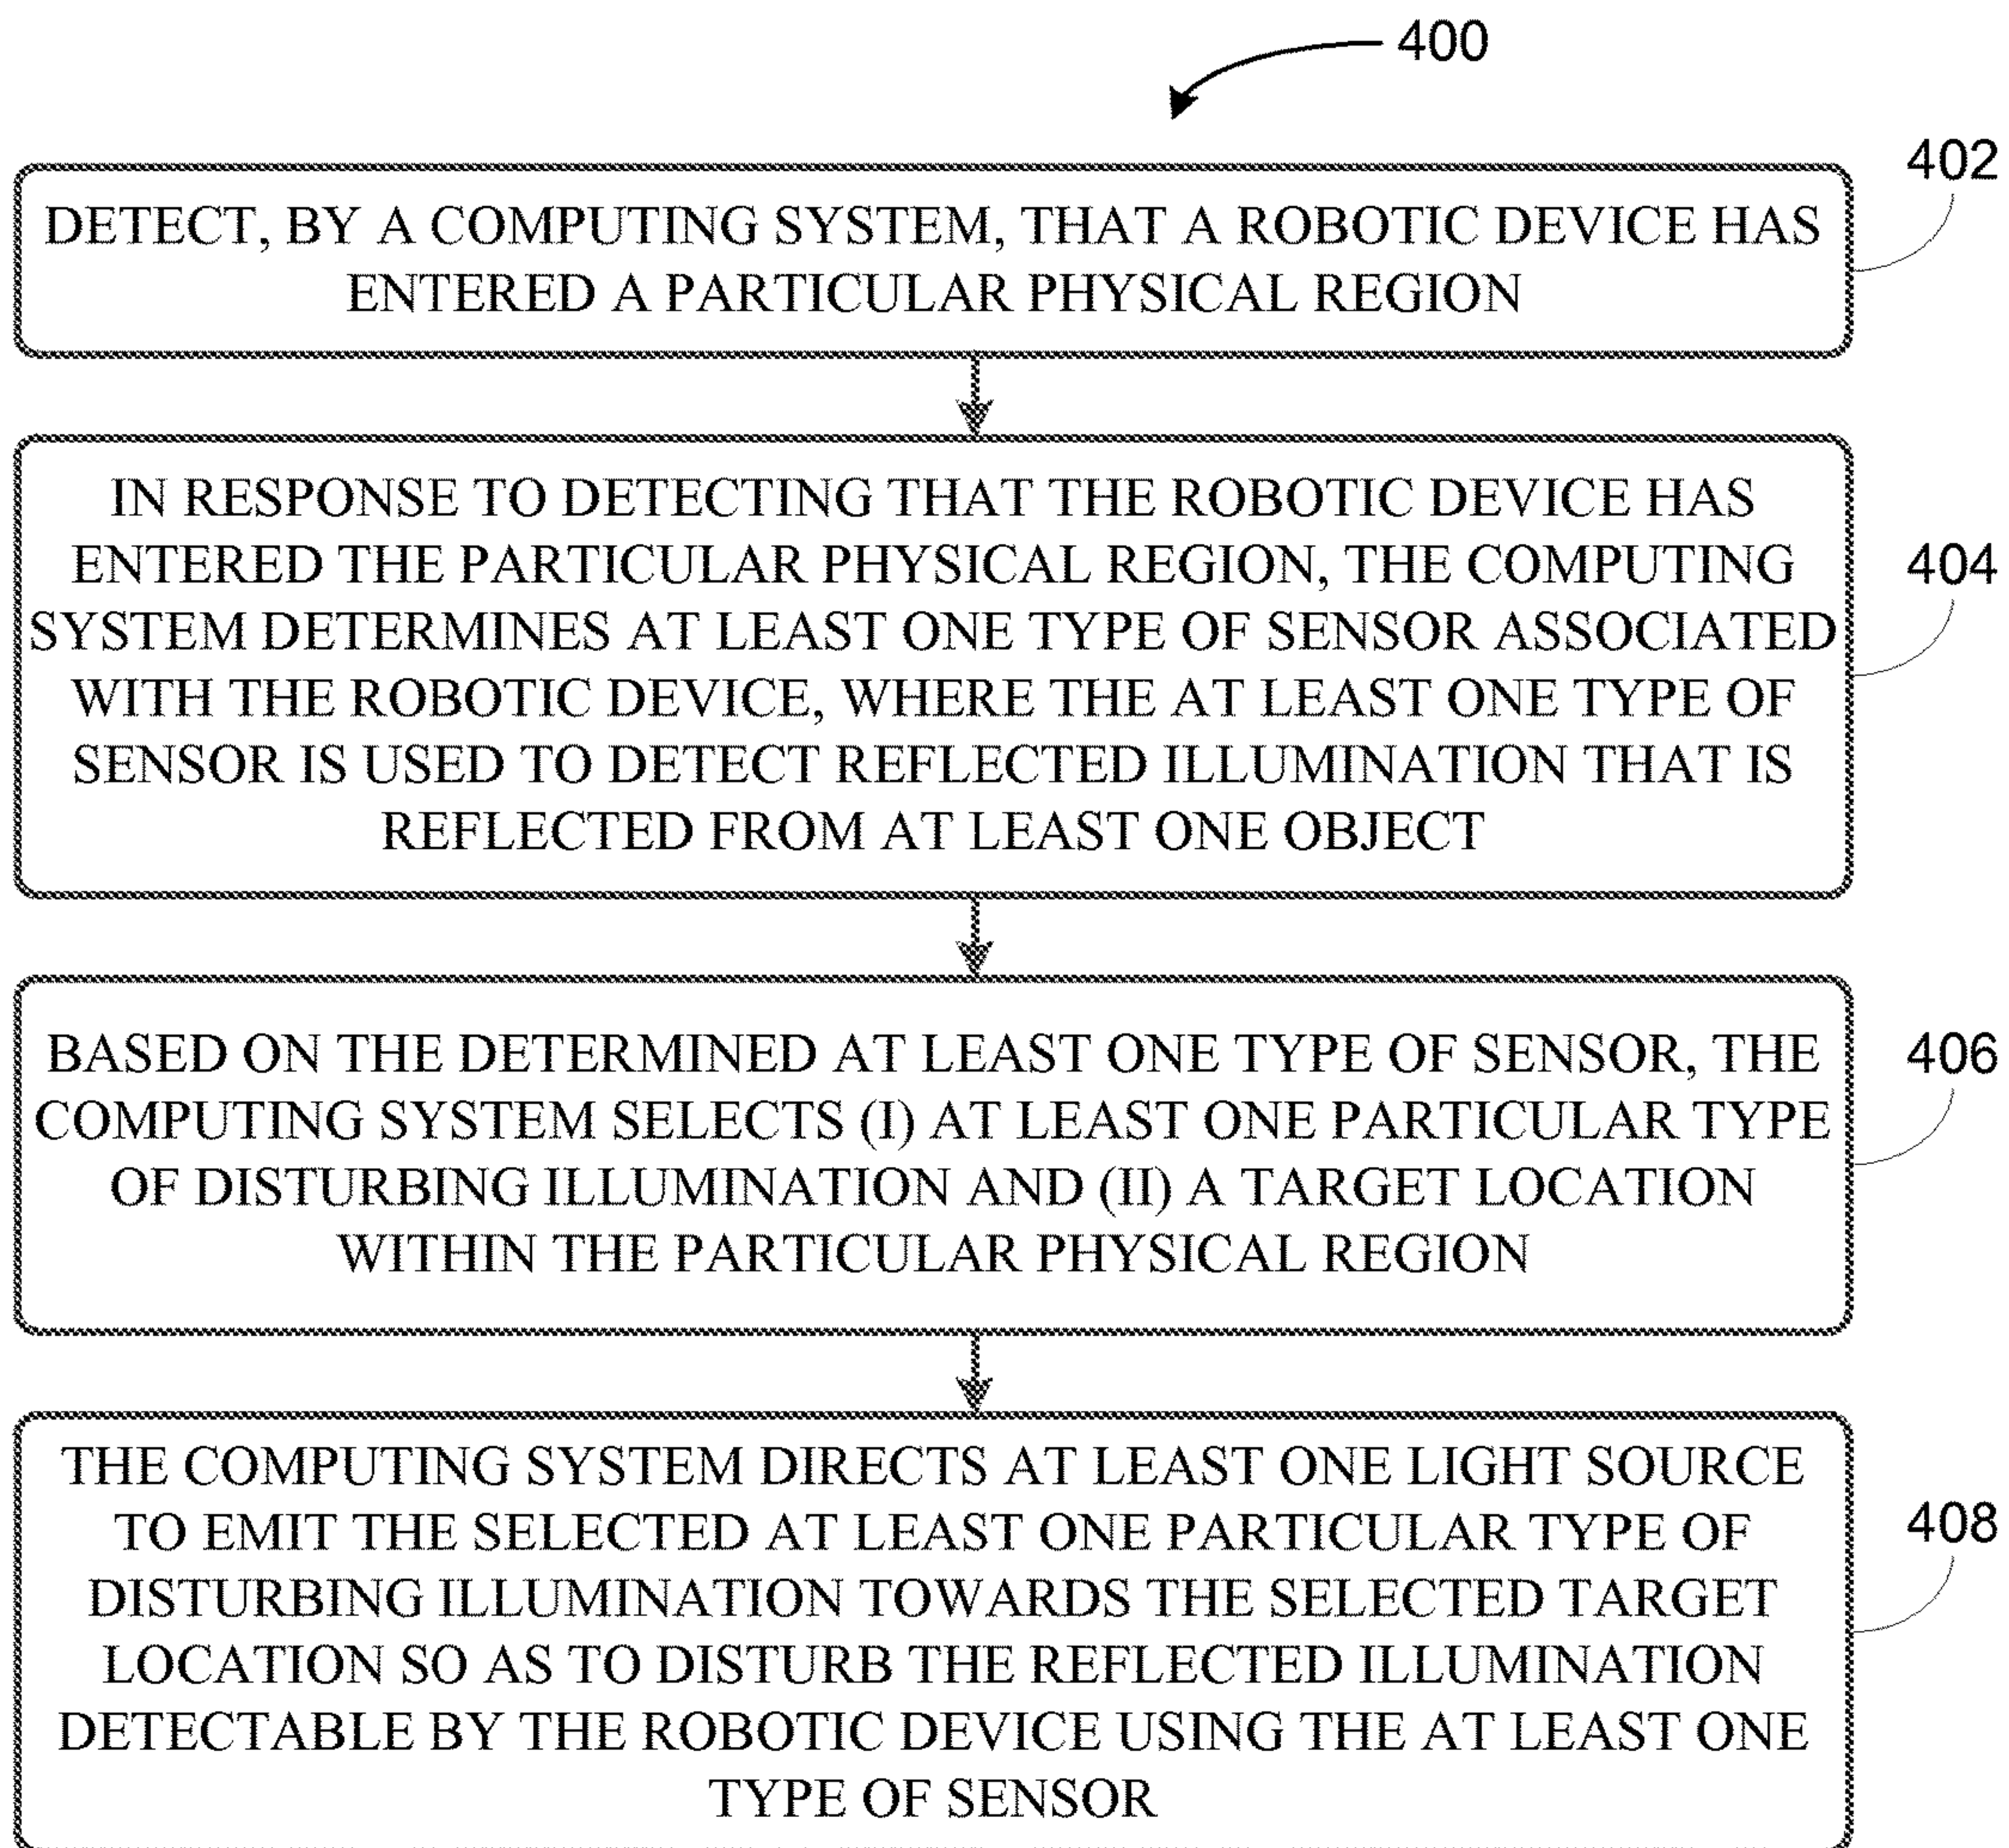 400
402
DETECT, BY A COMPUTING SYSTEM, THAT A ROBOTIC DEVICE HAS
ENTERED A PARTICULAR PHYSICAL REGION
IN RESPONSE TO DETECTING THAT THE ROBOTIC DEVICE HAS
ENTERED THE PARTICULAR PHYSICAL REGION, THE COMPUTING
SYSTEM DETERMINES AT LEAST ONE TYPE OF SENSOR ASSOCIATED
WITH THE ROBOTIC DEVICE, WHERE THE AT LEAST ONE TYPE OF
SENSOR IS USED TO DETECT REFLECTED ILLUMINATION THAT IS
REFLECTED FROM AT LEAST ONE OBJECT
404
BASED ON THE DETERMINED AT LEAST ONE TYPE OF SENSOR, THE
COMPUTING SYSTEM SELECTS (I) AT LEAST ONE PARTICULAR TYPE
OF DISTURBING ILLUMINATION AND (II) A TARGET LOCATION
WITHIN THE PARTICULAR PHYSICAL REGION
406
THE COMPUTING SYSTEM DIRECTS AT LEAST ONE LIGHT SOURCE
TO EMIT THE SELECTED AT LEAST ONE PARTICULAR TYPE OF
DISTURBING ILLUMINATION TOWARDS THE SELECTED TARGET
LOCATION SO AS TO DISTURB THE REFLECTED ILLUMINATION
DETECTABLE BY THE ROBOTIC DEVICE USING THE AT LEAST ONE
TYPE OF SENSOR
408